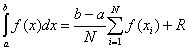 ∫_a^b f(x)dx = (b-a)/N ∑_{i=1}^N f(x_i) + R